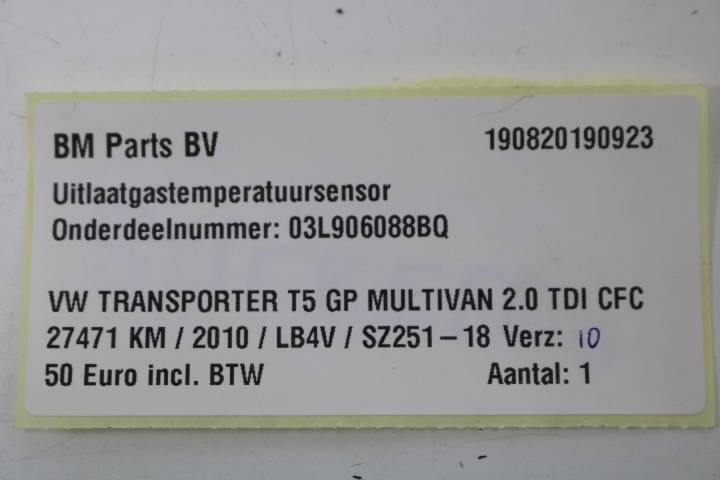 BM Parts BV 190820190923
Uitlaatgastemperatuursensor
Onderdeelnummer: 03L906088BQ
VW TRANSPORTER T5 GP MULTIVAN 2.0 TDI CFC
27471 KM / 2010 / LB4V / SZ251-18 Verz: 10
50 Euro incl. BTW Aantal: 1